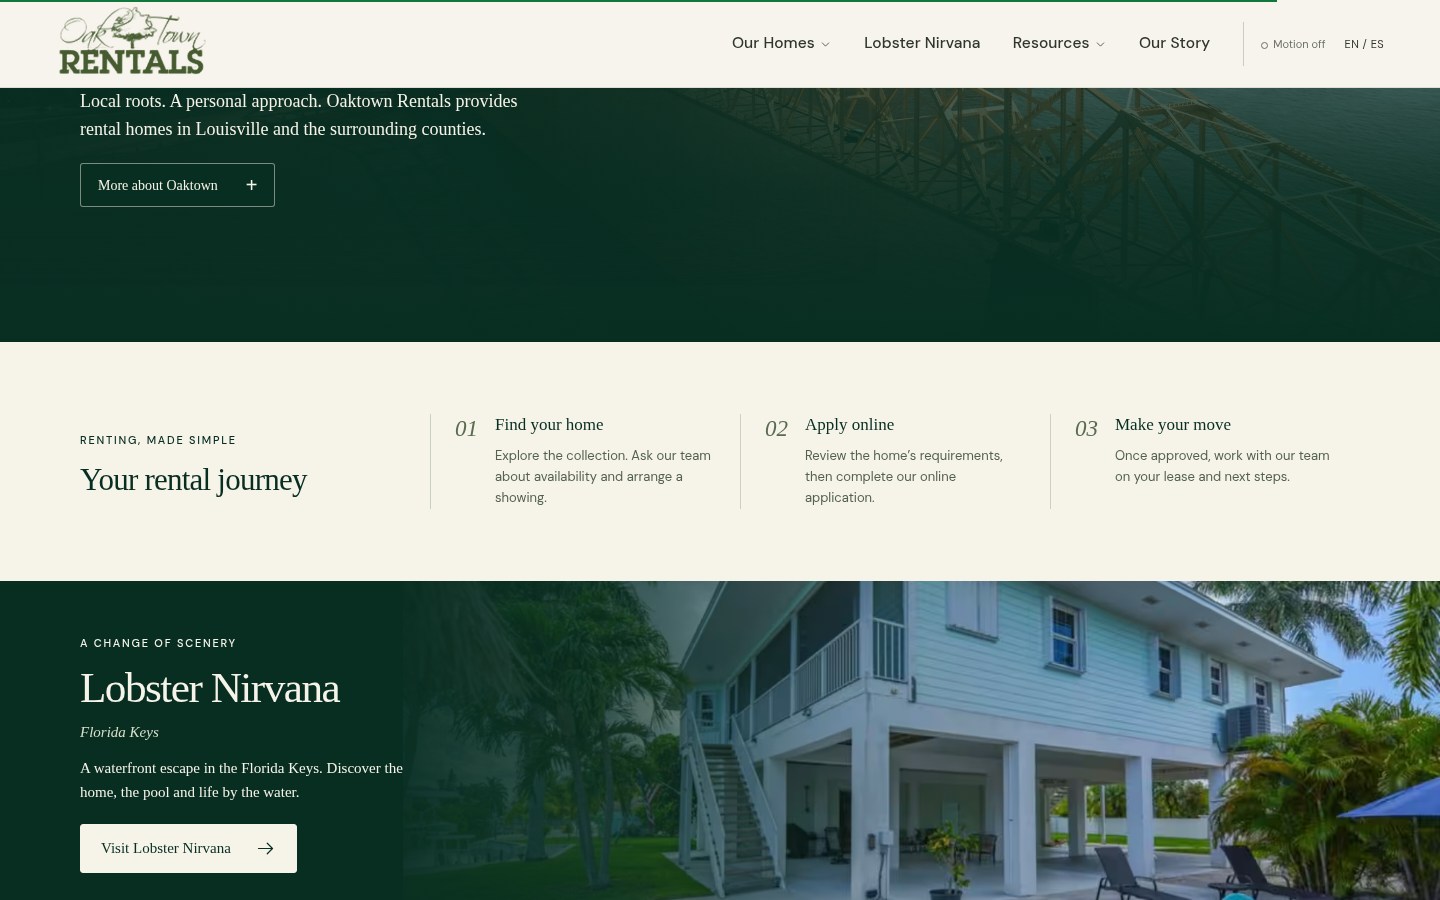 Oak Town
RENTALS
Our Homes
Lobster Nirvana
Resources
Our Story
Motion off
EN / ES
Local roots. A personal approach. Oaktown Rentals provides
rental homes in Louisville and the surrounding counties.
More about Oaktown +
RENTING, MADE SIMPLE
Your rental journey
01
Find your home
Explore the collection. Ask our team
about availability and arrange a
showing.
02
Apply online
Review the home’s requirements,
then complete our online
application.
03
Make your move
Once approved, work with our team
on your lease and next steps.
A CHANGE OF SCENERY
Lobster Nirvana
Florida Keys
A waterfront escape in the Florida Keys. Discover the
home, the pool and life by the water.
Visit Lobster Nirvana